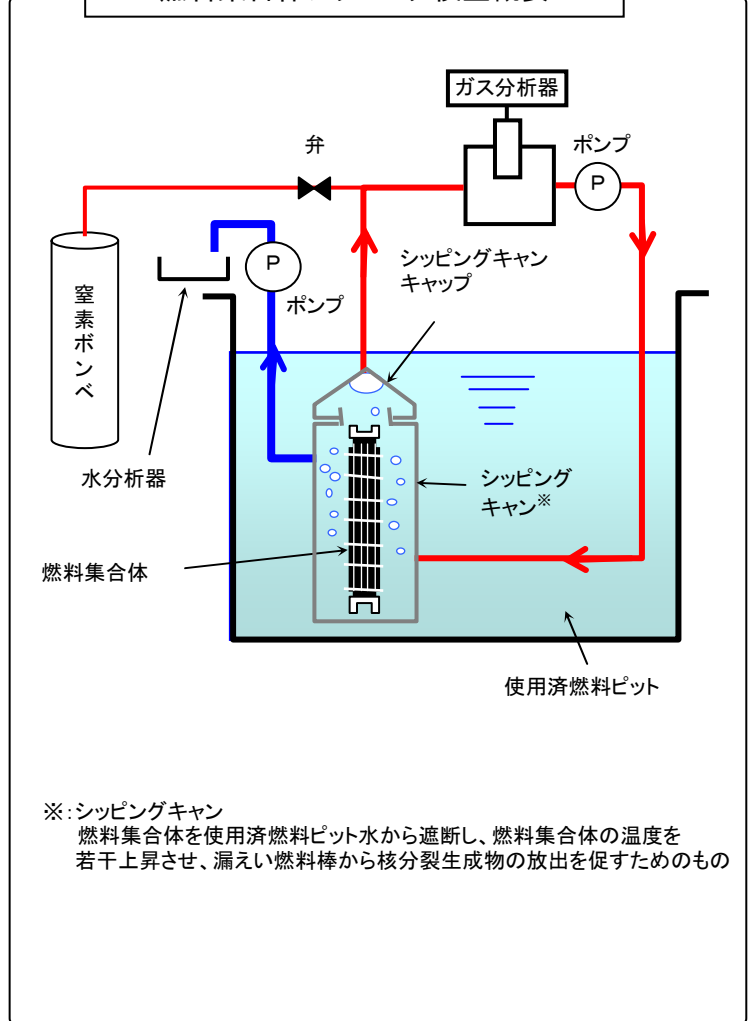 ガス分析器
弁
ポンプ
P
シッピングキャン
キャップ
P
ポンプ
窒素ボンベ
水分析器
シッピング
キャン※
燃料集合体
使用済燃料ピット
※:シッピングキャン
燃料集合体を使用済燃料ピット水から遮断し、燃料集合体の温度を
若干上昇させ、漏えい燃料棒から核分裂生成物の放出を促すためのもの